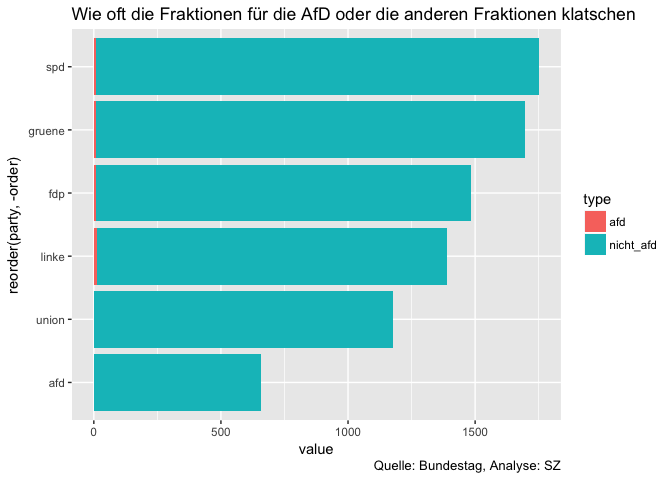 Wie oft die Fraktionen für die AfD oder die anderen Fraktionen klatschen
reorder(party, -order)
spd
gruene
fdp
linke
union
afd
0 500 1000 1500
value
type
afd
nicht_afd
Quelle: Bundestag, Analyse: SZ